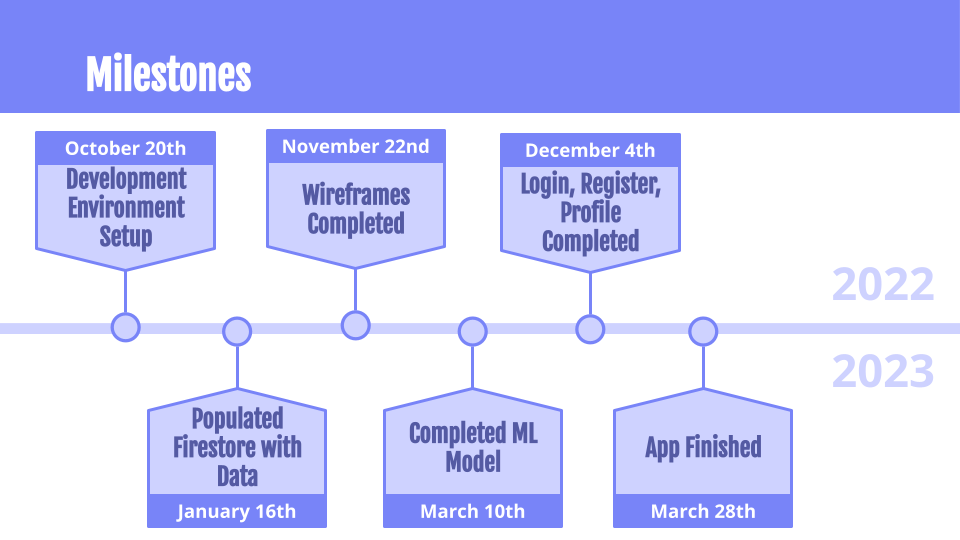 Milestones
October 20th
Development
Environment
Setup
November 22nd
Wireframes
Completed
December 4th
Login, Register,
Profile
Completed
2022
2023
Populated
Firestore with
Data
January 16th
Completed ML
Model
March 10th
App Finished
March 28th